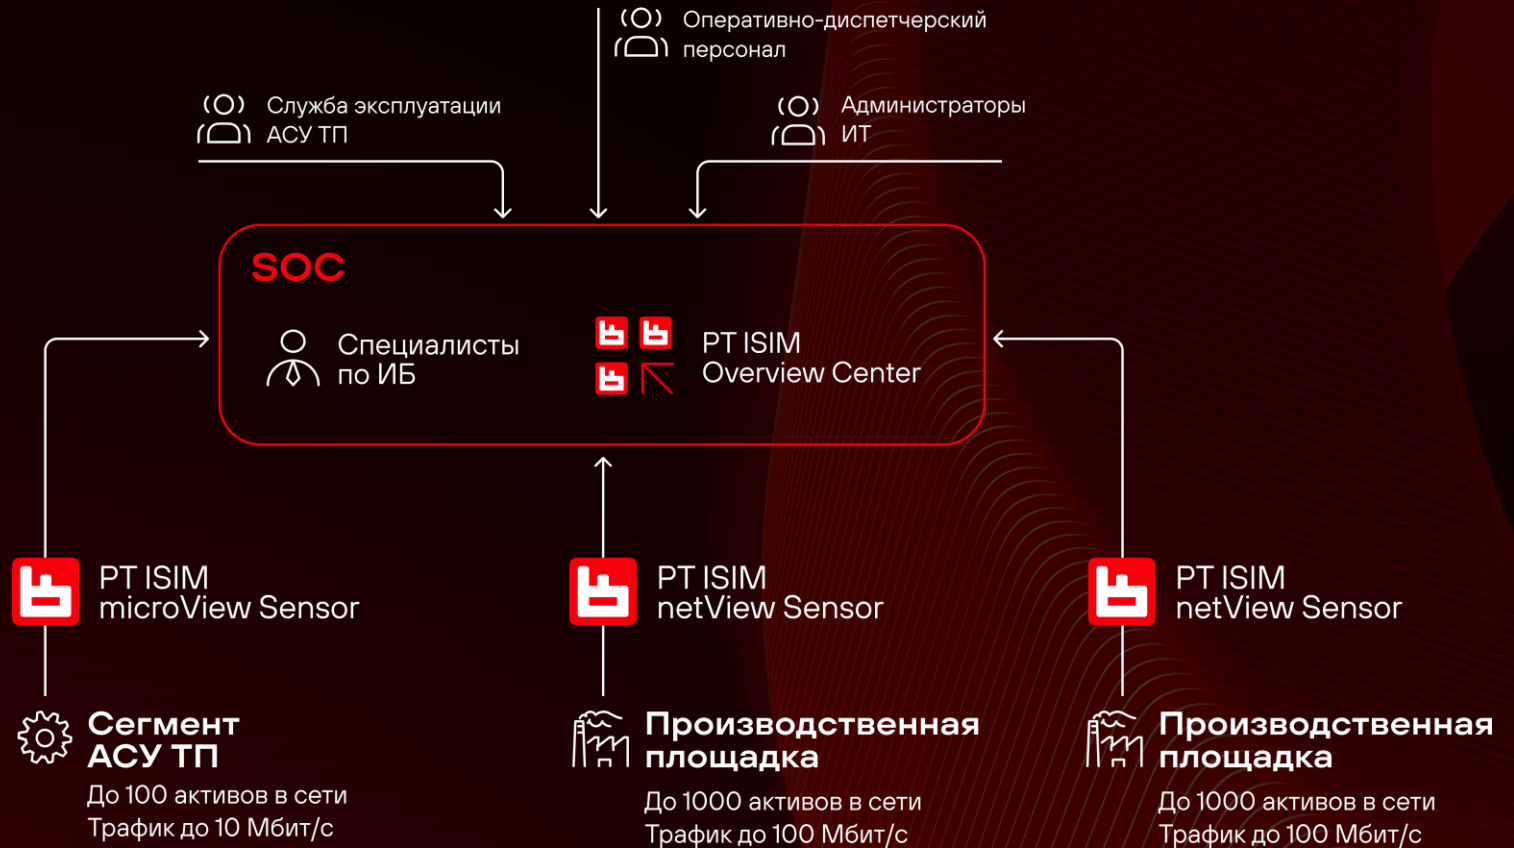 Оперативно-диспетчерский
персонал
Служба эксплуатации
АСУ ТП
Администраторы
ИТ
SOC
Специалисты
по ИБ
PT ISIM
Overview Center
PT ISIM
microView Sensor
PT ISIM
netView Sensor
PT ISIM
netView Sensor
Сегмент
АСУ ТП
До 100 активов в сети
Трафик до 10 Мбит/с
Производственная
площадка
До 1000 активов в сети
Трафик до 100 Мбит/с
Производственная
площадка
До 1000 активов в сети
Трафик до 100 Мбит/с